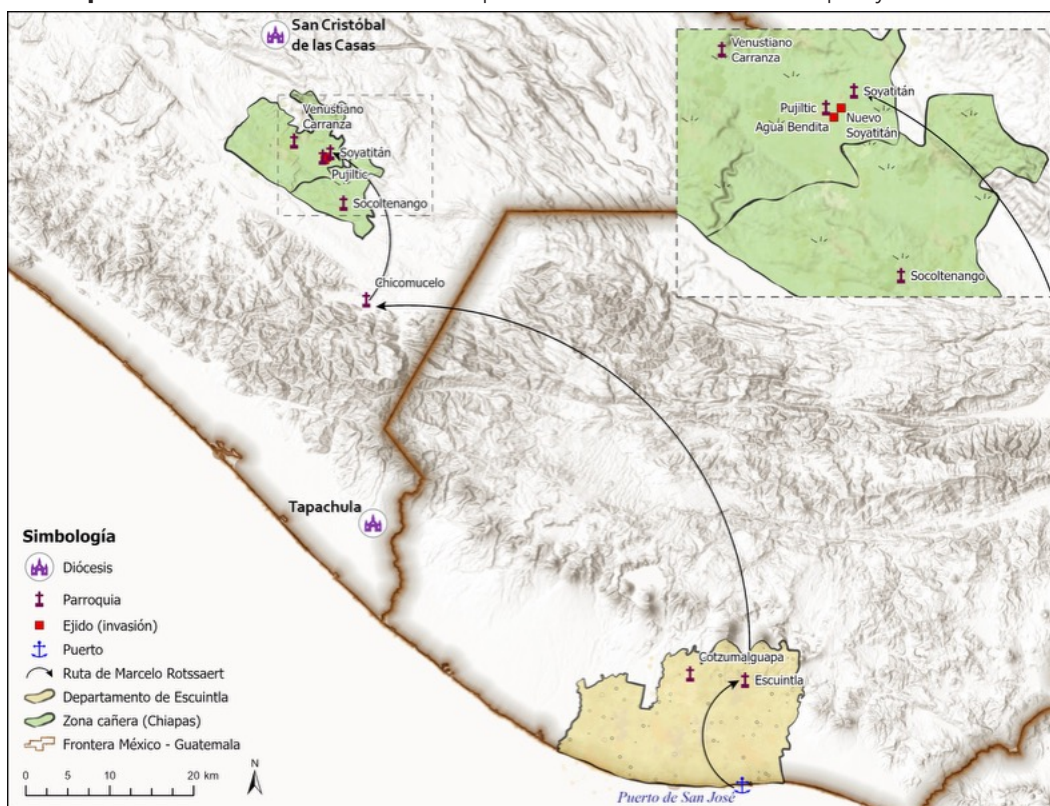 San Cristóbal
de las Casas
Venustiano
Carranza
Soyatitán
Pujiltic
Socoltenango
Chicomucelo
Venustiano
Carranza
Soyatitán
Pujiltic
Nuevo
Soyatitán
Agua Bendita
Socoltenango
Tapachula
Cotzumalguapa
Escuintla
Puerto de San José
Simbología
Diócesis
Parroquia
Ejido (invasión)
Puerto
Ruta de Marcelo Rotssaert
Departamento de Escuintla
Zona cañera (Chiapas)
Frontera México - Guatemala
0 5 10 20 km
N